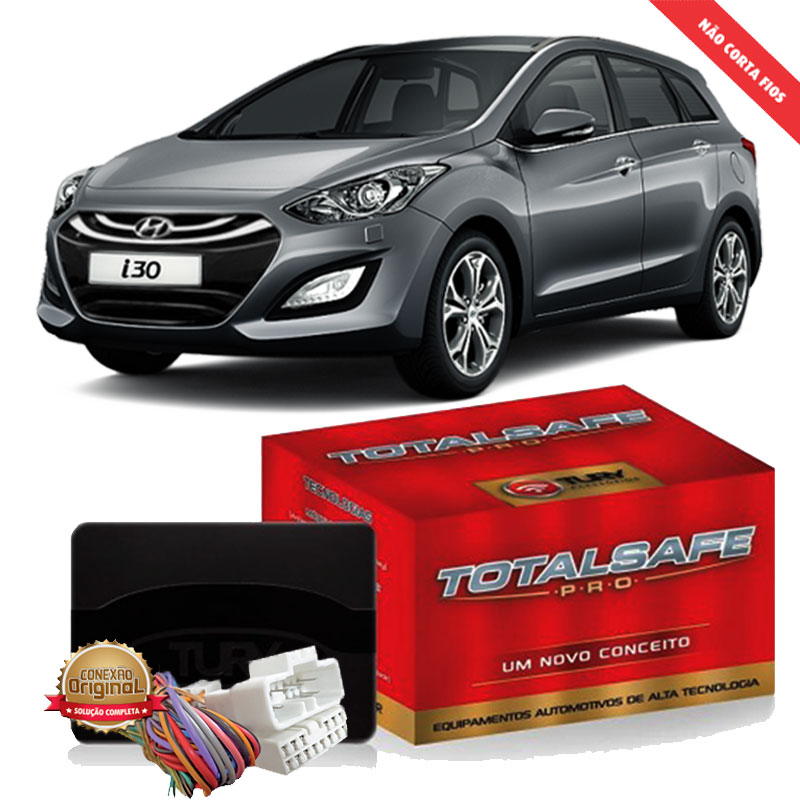 NÃO CORTA FIOS
i30
TOTALSAFE
PRO
TURY
TECNOLOGIAS
TOTALSAFE
PRO
UM NOVO CONCEITO
EQUIPAMENTOS AUTOMOTIVOS DE ALTA TECNOLOGIA
TURY
CONEXÃO
OriginaL
SOLUÇÃO COMPLETA